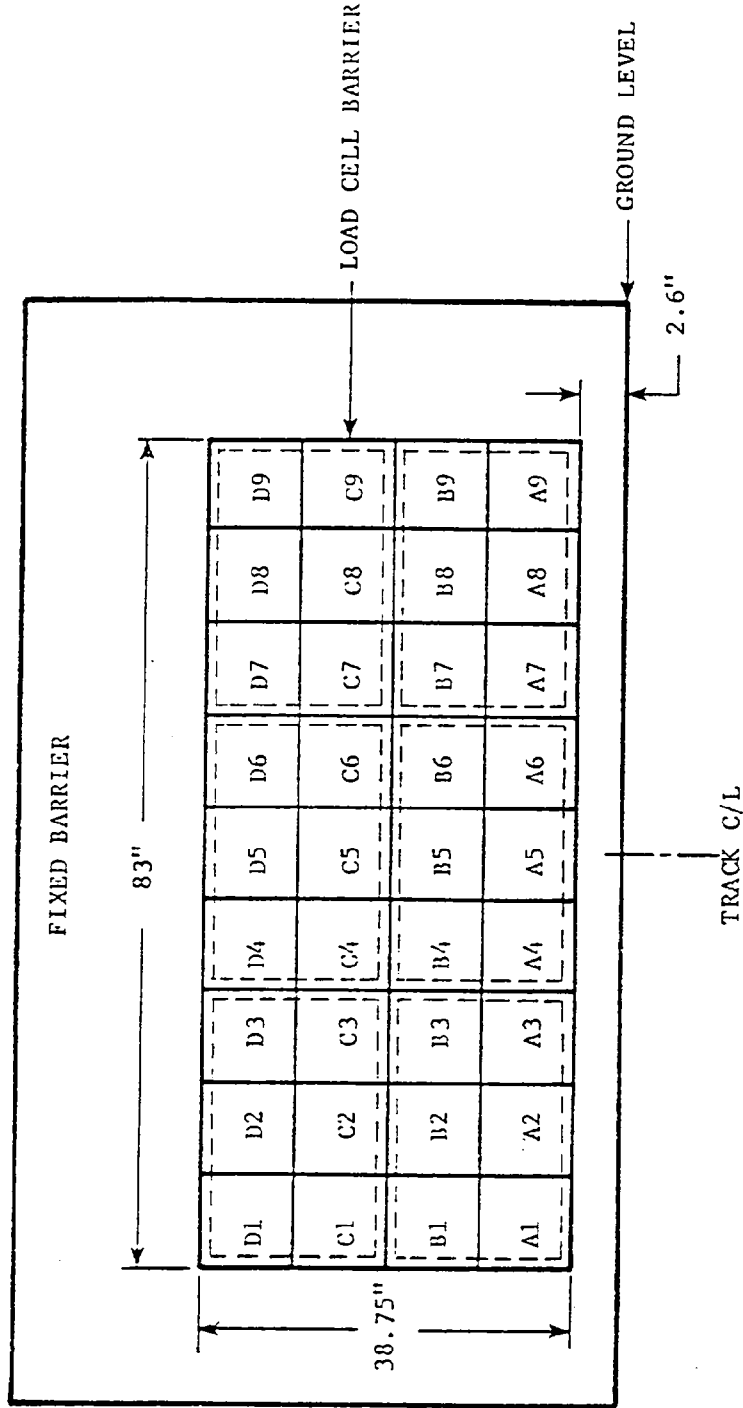 FIXED BARRIER
83"
LOAD CELL BARRIER
D1 D2 D3 D4 D5 D6 D7 D8 D9
C1 C2 C3 C4 C5 C6 C7 C8 C9
B1 B2 B3 B4 B5 B6 B7 B8 B9
A1 A2 A3 A4 A5 A6 A7 A8 A9
38.75"
GROUND LEVEL
2.6"
TRACK C/L